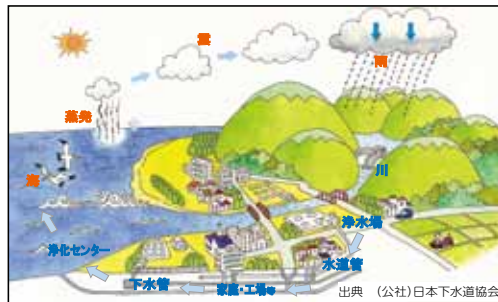 雲
雨
蒸発
海
川
浄水場
浄化センター
水道管
下水管
家庭・工場等
出典 (公社)日本下水道協会